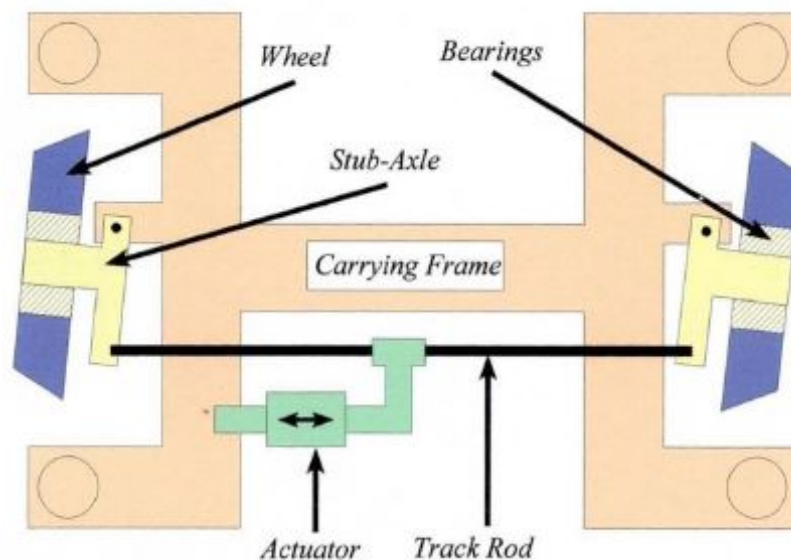 Wheel
Bearings
Stub-Axle
Carrying Frame
Actuator
Track Rod